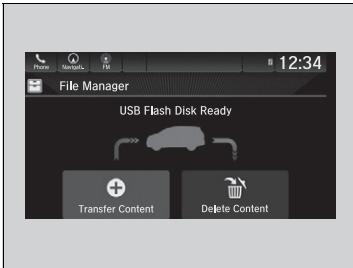 Phone Navigati... FM
12:34
File Manager
USB Flash Disk Ready
Transfer Content
Delete Content